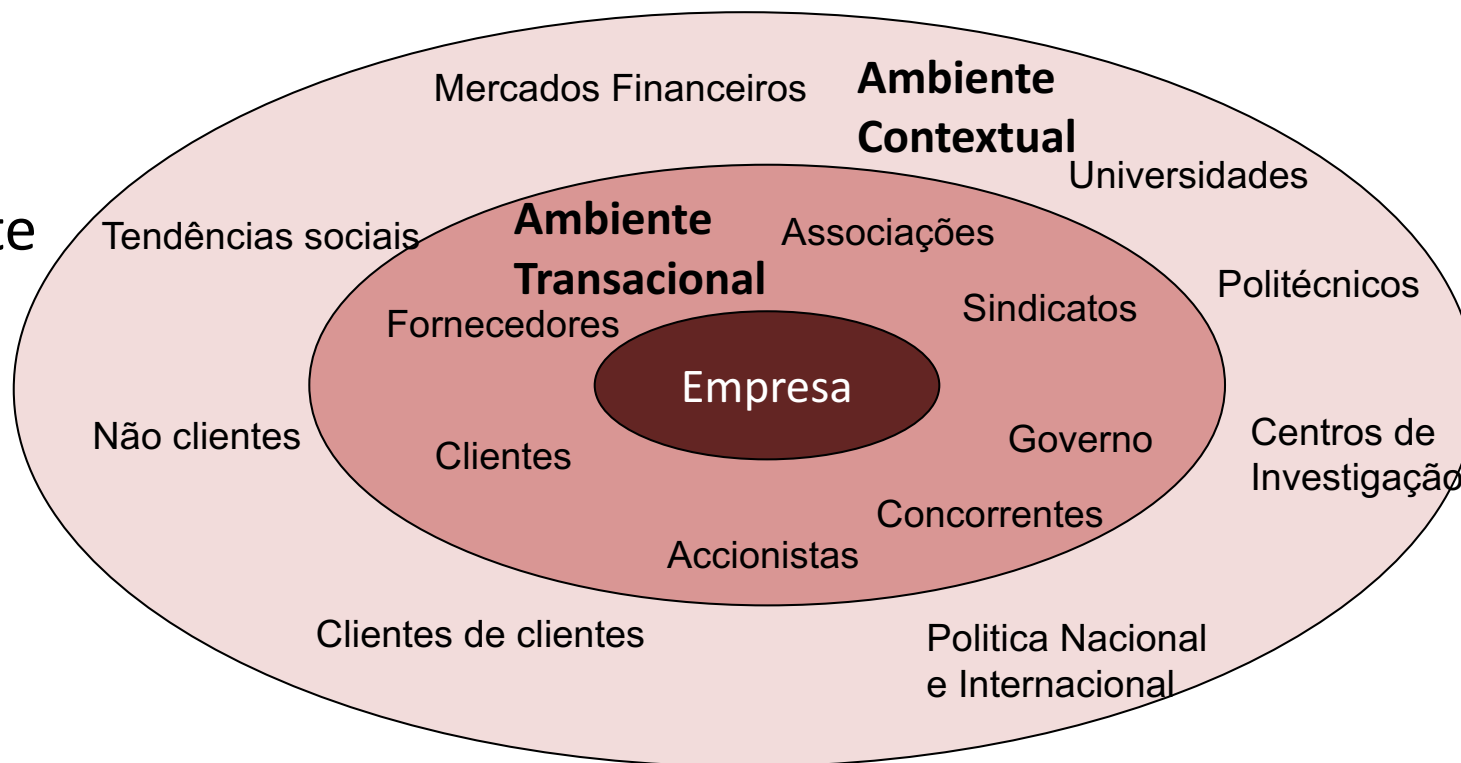 Mercados Financeiros
Ambiente
Contextual
Universidades
Tendências sociais
Ambiente
Transacional
Associações
Politécnicos
Fornecedores
Sindicatos
Empresa
Não clientes
Clientes
Governo
Centros de
Investigação
Concorrentes
Accionistas
Clientes de clientes
Politica Nacional
e Internacional